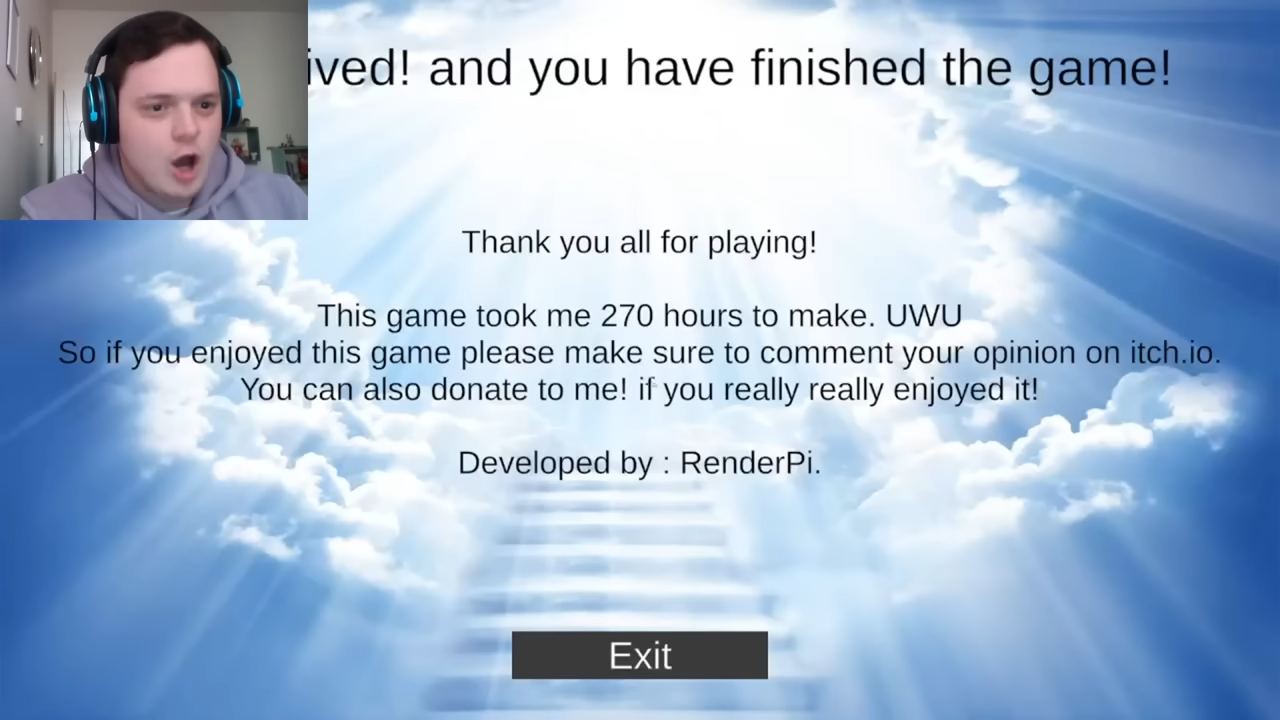 ived! and you have finished the game!
Thank you all for playing!
This game took me 270 hours to make. UWU
So if you enjoyed this game please make sure to comment your opinion on itch.io.
You can also donate to me! if you really really enjoyed it!
Developed by : RenderPi.
Exit